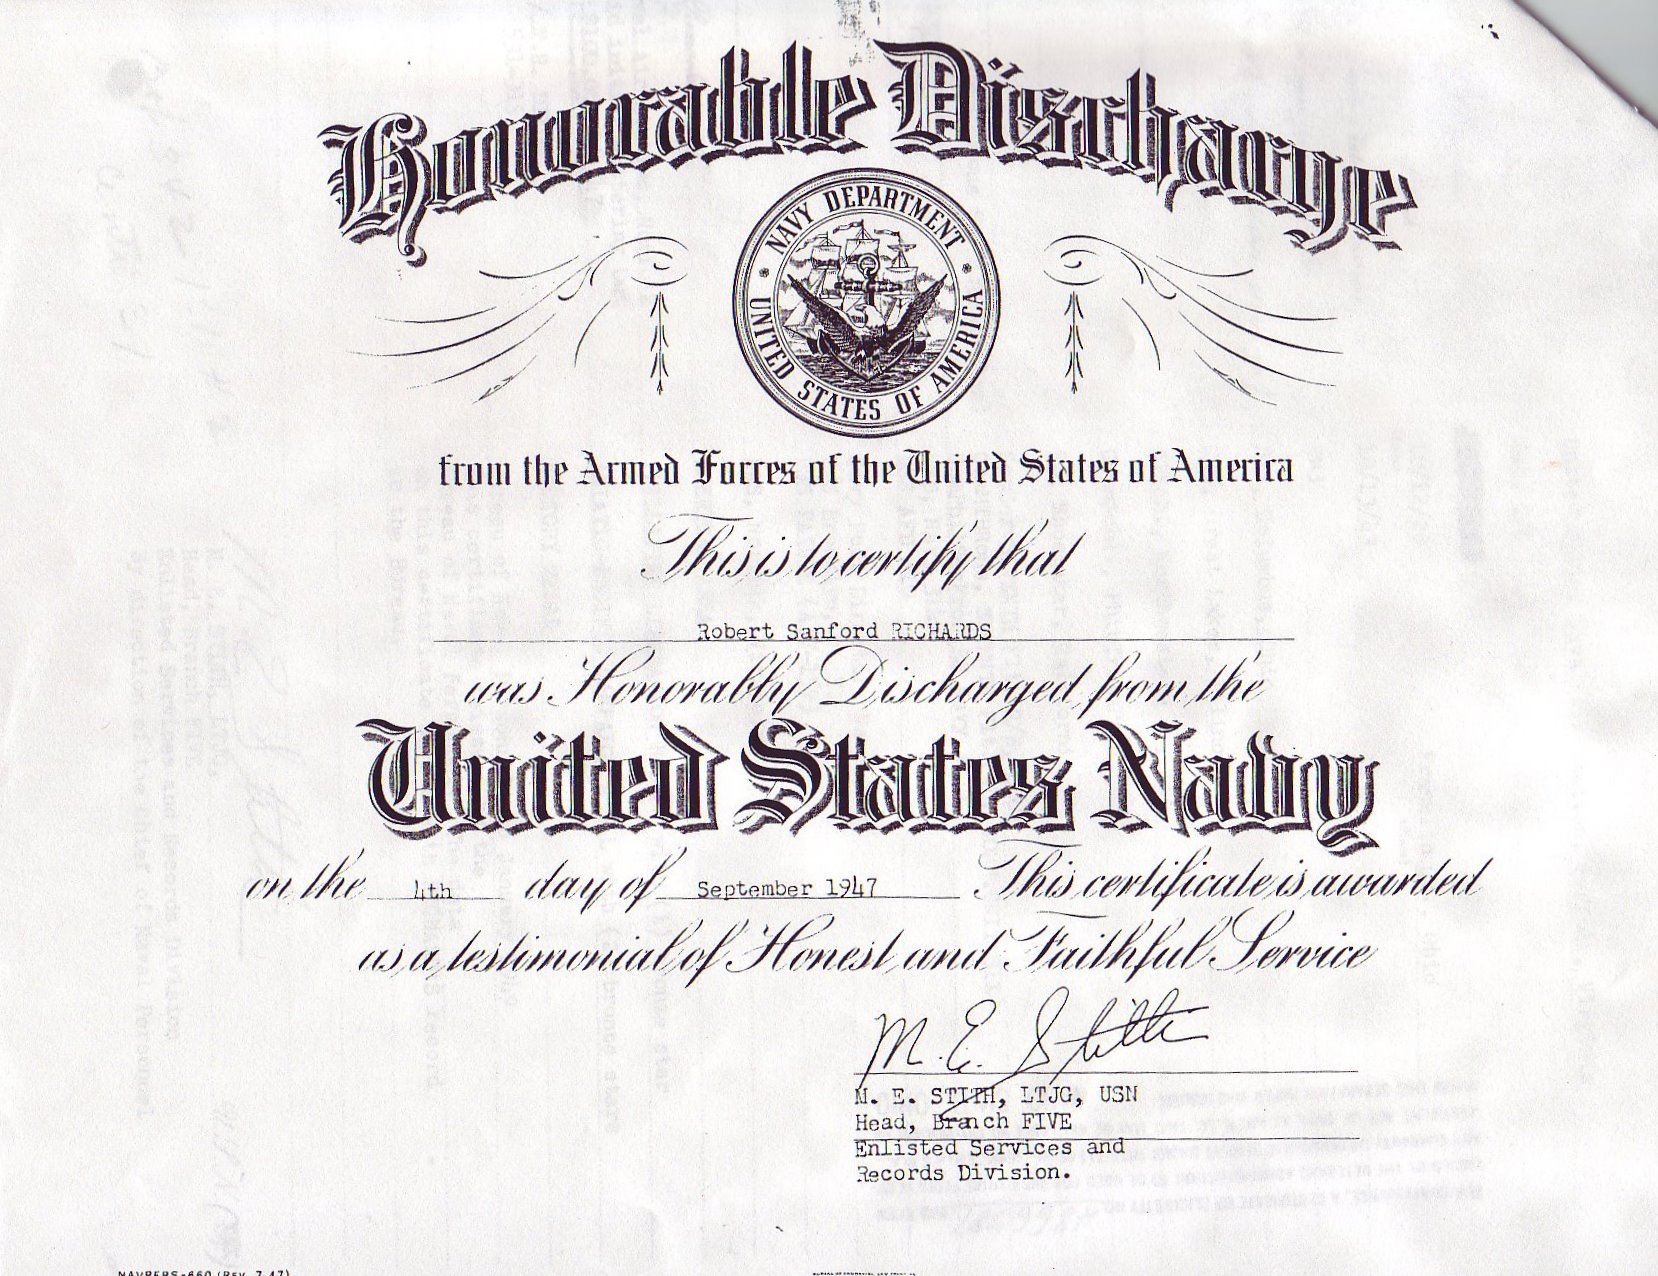 Honorable Discharge
NAVY DEPARTMENT
UNITED STATES OF AMERICA
from the Armed Forces of the United States of America
This is to certify that
Robert Sanford RICHARDS
was Honorably Discharged from the
United States Navy
on the 4th day of September 1947 This certificate is awarded
as a testimonial of Honest and Faithful Service
M. E. Stith
M. E. STITH, LTJG, USN
Head, Branch FIVE
Enlisted Services and
Records Division.
NAVPERS-660 (REV. 7-47)